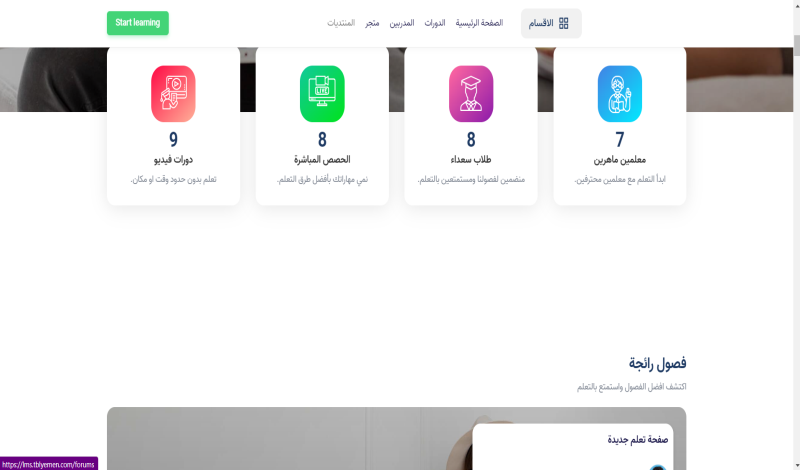 الاقسام
الصفحة الرئيسية
الدورات
المدربين
متجر
المنتديات
Start learning
7
معلمين ماهرين
ابدأ التعلم مع معلمين محترفين.
8
طلاب سعداء
منضمين لفصولنا ومستمتعين بالتعلم.
8
الحصص المباشرة
نمي مهاراتك بأفضل طرق التعلم.
9
دورات فيديو
تعلم بدون حدود وقت او مكان.
فصول رائجة
اكتشف افضل الفصول واستمتع بالتعلم
صفحة تعلم جديدة
https://lms.tblyemen.com/forums